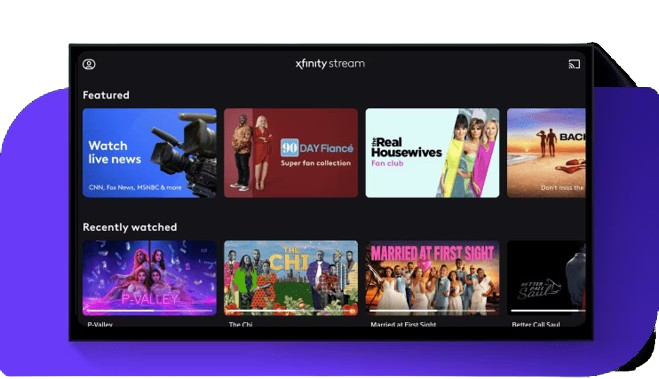 xfinity stream
Featured
Watch
live news
CNN, Fox News, MSNBC & more
90 DAY Fiancé
Super fan collection
the Real
Housewives
Fan club
BACH
Don't miss the
Recently watched
P-VALLEY
THE
CHI
MARRIED AT FIRST SIGHT
BETTER
CALL
Saul
P-Valley
The Chi
Married at First Sight
Better Call Saul